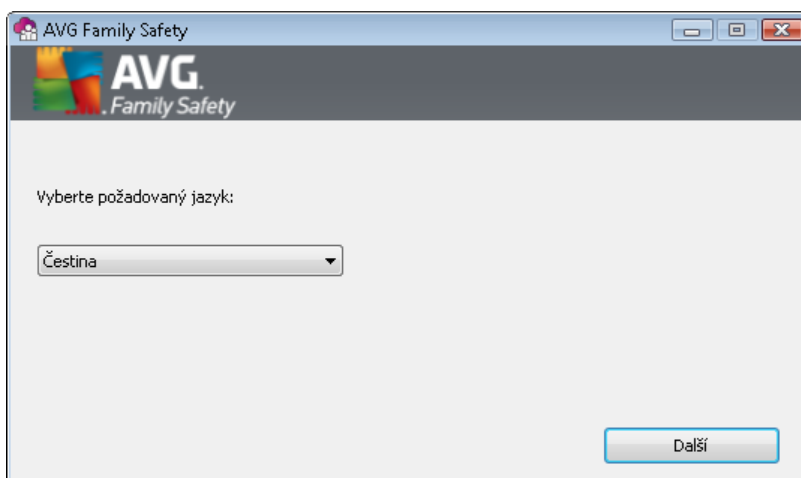 AVG Family Safety
AVG.
Family Safety
Vyberte požadovaný jazyk:
Čestina
Další